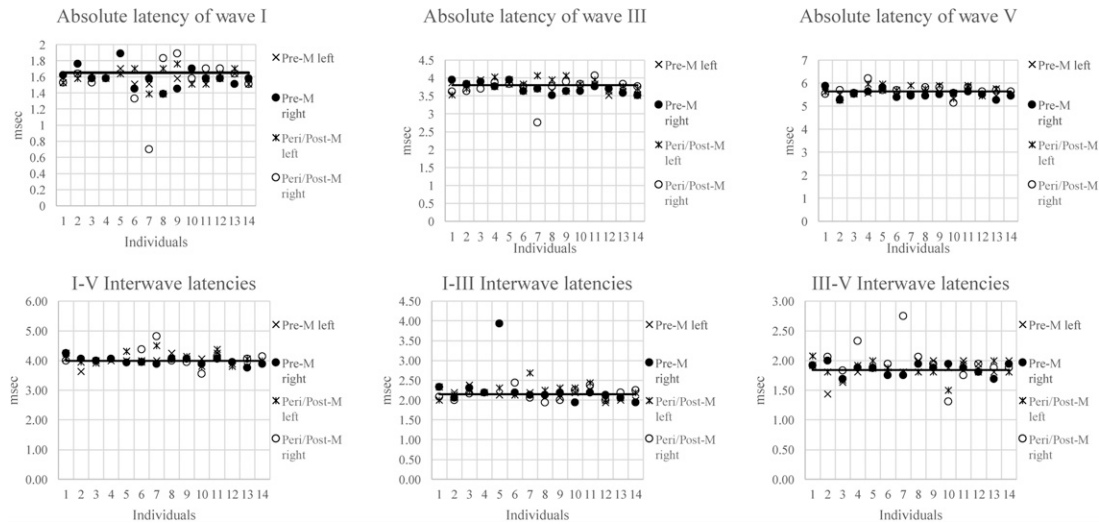 Absolute latency of wave I
msec
2
1.8
1.6
1.4
1.2
1
0.8
0.6
0.4
0.2
0
1 2 3 4 5 6 7 8 9 10 11 12 13 14
Individuals
Pre-M left
Pre-M
right
Peri/Post-M
left
Peri/Post-M
right
Absolute latency of wave III
msec
5
4.5
4
3.5
3
2.5
2
1.5
1
0.5
0
1 2 3 4 5 6 7 8 9 10 11 12 13 14
Individuals
Pre-M left
Pre-M
right
Peri/Post-M
left
Peri/Post-M
right
Absolute latency of wave V
msec
7
6
5
4
3
2
1
0
1 2 3 4 5 6 7 8 9 10 11 12 13 14
Individuals
Pre-M left
Pre-M
right
Peri/Post-M
left
Peri/Post-M
right
I-V Interwave latencies
msec
6.00
5.00
4.00
3.00
2.00
1.00
0.00
1 2 3 4 5 6 7 8 9 10 11 12 13 14
Individuals
Pre-M left
Pre-M
right
Peri/Post-M
left
Peri/Post-M
right
I-III Interwave latencies
msec
4.50
4.00
3.50
3.00
2.50
2.00
1.50
1.00
0.50
0.00
1 2 3 4 5 6 7 8 9 10 11 12 13 14
Individuals
Pre-M left
Pre-M
right
Peri/Post-M
left
Peri/Post-M
right
III-V Interwave latencies
msec
3.00
2.50
2.00
1.50
1.00
0.50
0.00
1 2 3 4 5 6 7 8 9 10 11 12 13 14
Individuals
Pre-M left
Pre-M
right
Peri/Post-M
left
Peri/Post-M
right